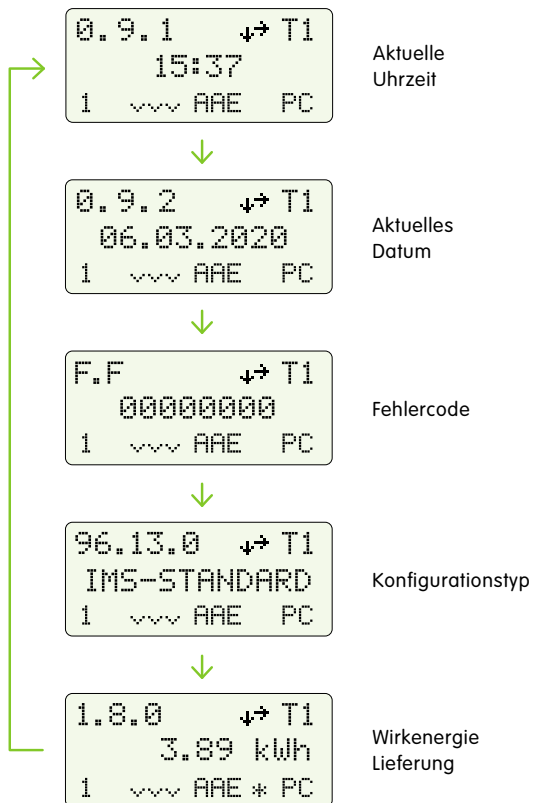 0.9.1 T1
15:37
1 AAE PC
Aktuelle
Uhrzeit
0.9.2 T1
06.03.2020
1 AAE PC
Aktuelles
Datum
F.F T1
00000000
1 AAE PC
Fehlercode
96.13.0 T1
IMS-STANDARD
1 AAE PC
Konfigurationstyp
1.8.0 T1
3.89 kWh
1 AAE * PC
Wirkenergie
Lieferung